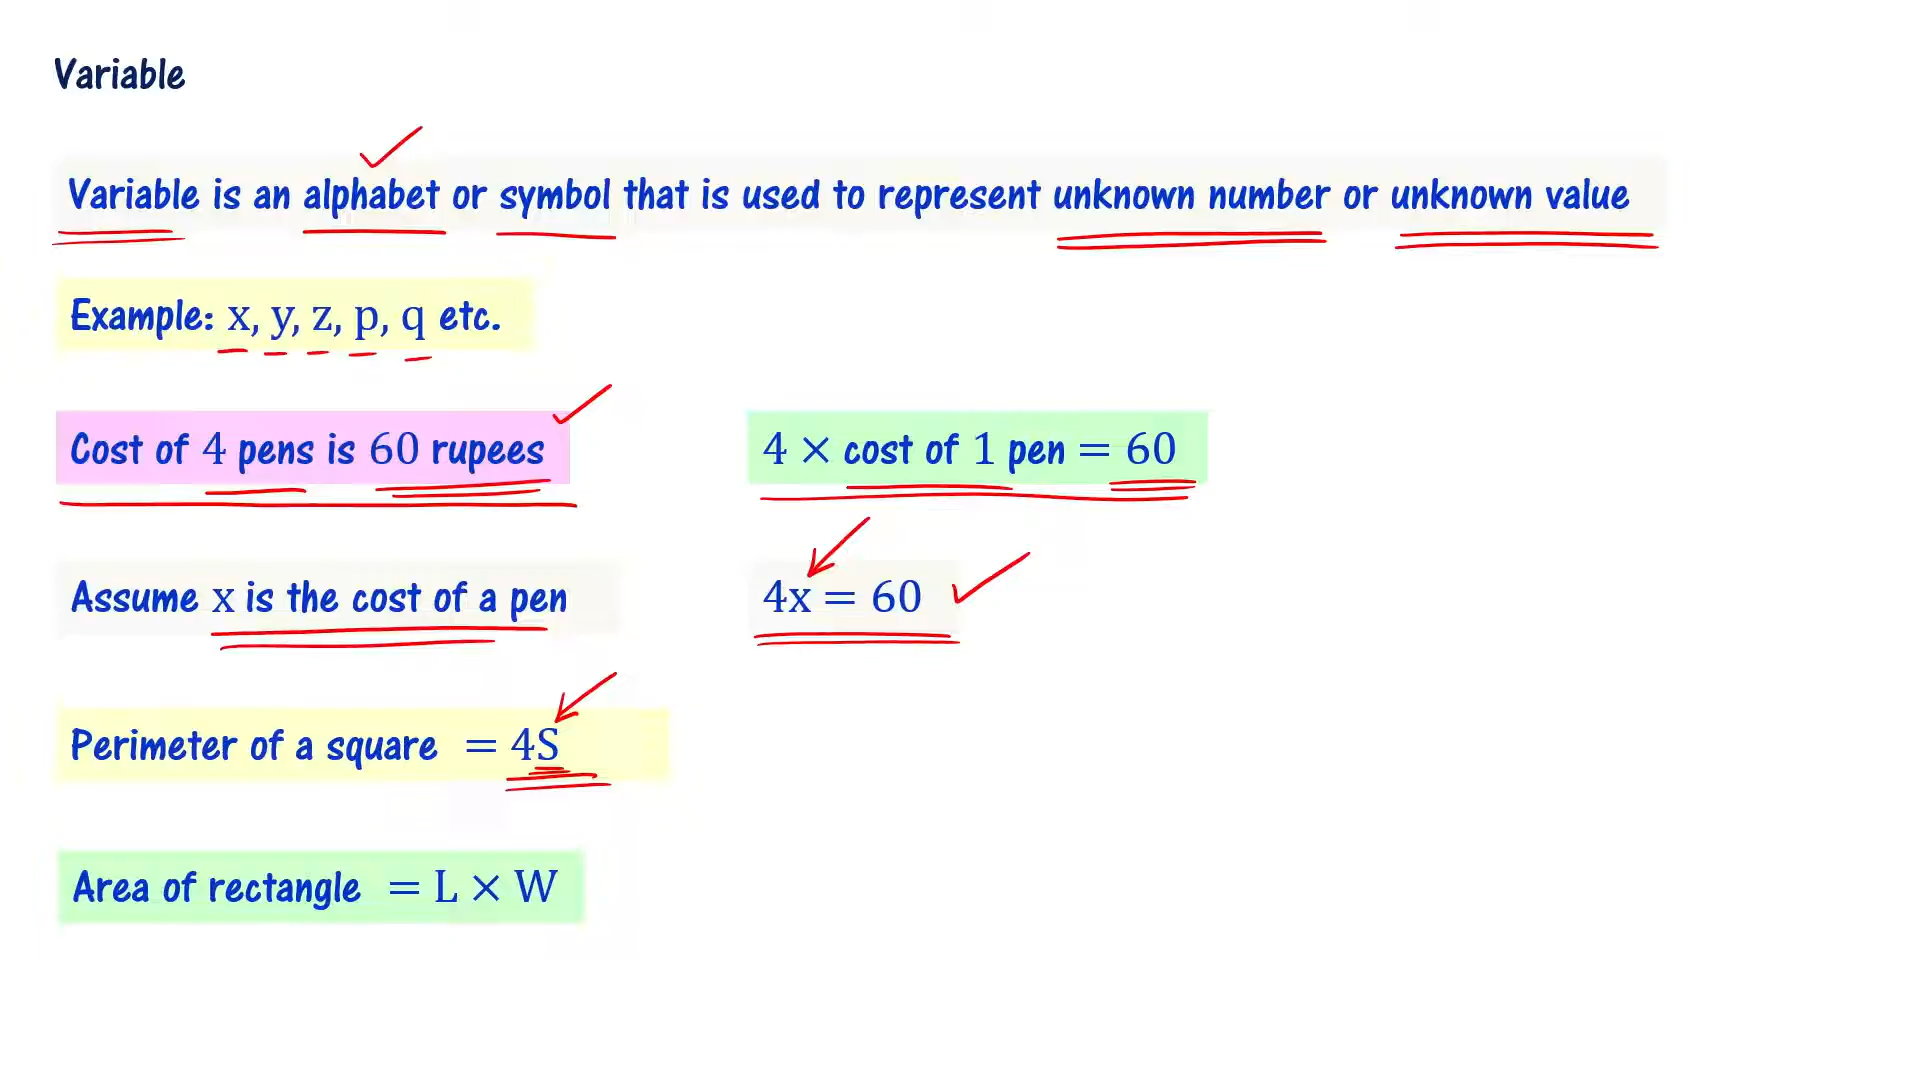 Variable
Variable is an alphabet or symbol that is used to represent unknown number or unknown value
Example: x, y, z, p, q etc.
Cost of 4 pens is 60 rupees
4 × cost of 1 pen = 60
Assume x is the cost of a pen
4x = 60
Perimeter of a square = 4S
Area of rectangle = L × W